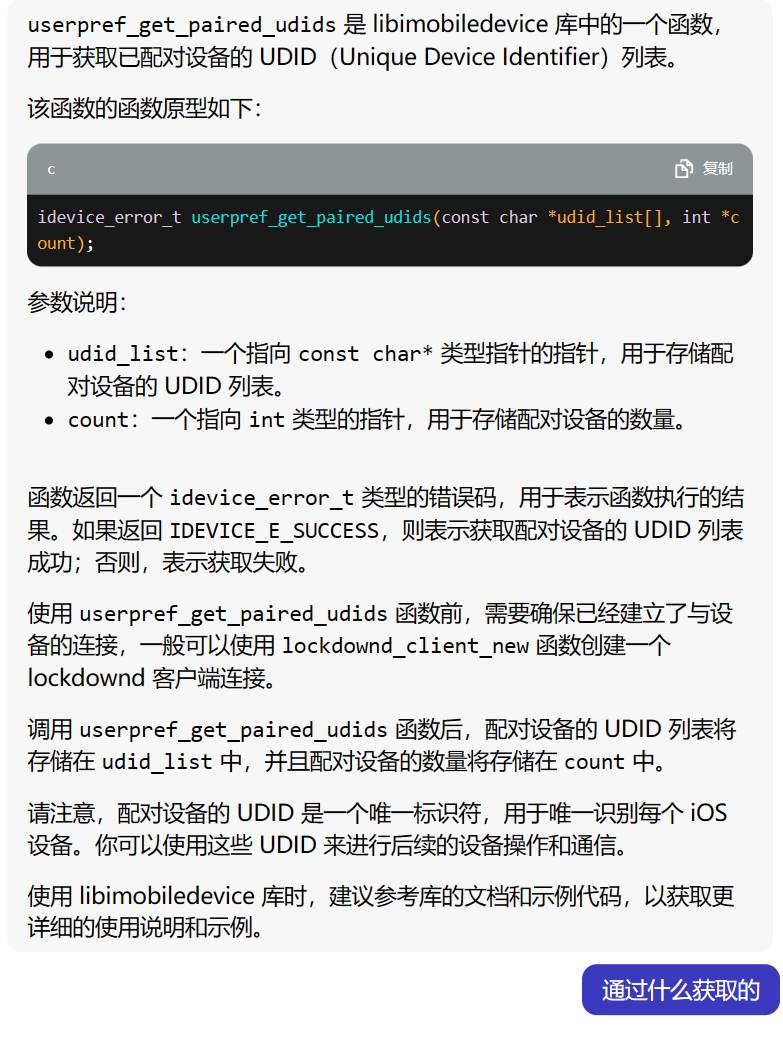 userpref_get_paired_udids 是 libimobiledevice 库中的一个函数，
用于获取已配对设备的 UDID（Unique Device Identifier）列表。
该函数的函数原型如下：
c
复制
idevice_error_t userpref_get_paired_udids(const char *udid_list[], int *c
ount);
参数说明：
• udid_list：一个指向 const char* 类型指针的指针，用于存储配
对设备的 UDID 列表。
• count：一个指向 int 类型的指针，用于存储配对设备的数量。
函数返回一个 idevice_error_t 类型的错误码，用于表示函数执行的结
果。如果返回 IDEVICE_E_SUCCESS，则表示获取配对设备的 UDID 列表
成功；否则，表示获取失败。
使用 userpref_get_paired_udids 函数前，需要确保已经建立了与设
备的连接，一般可以使用 lockdownd_client_new 函数创建一个
lockdownd 客户端连接。
调用 userpref_get_paired_udids 函数后，配对设备的 UDID 列表将
存储在 udid_list 中，并且配对设备的数量将存储在 count 中。
请注意，配对设备的 UDID 是一个唯一标识符，用于唯一识别每个 iOS
设备。你可以使用这些 UDID 来进行后续的设备操作和通信。
使用 libimobiledevice 库时，建议参考库的文档和示例代码，以获取更
详细的使用说明和示例。
通过什么获取的